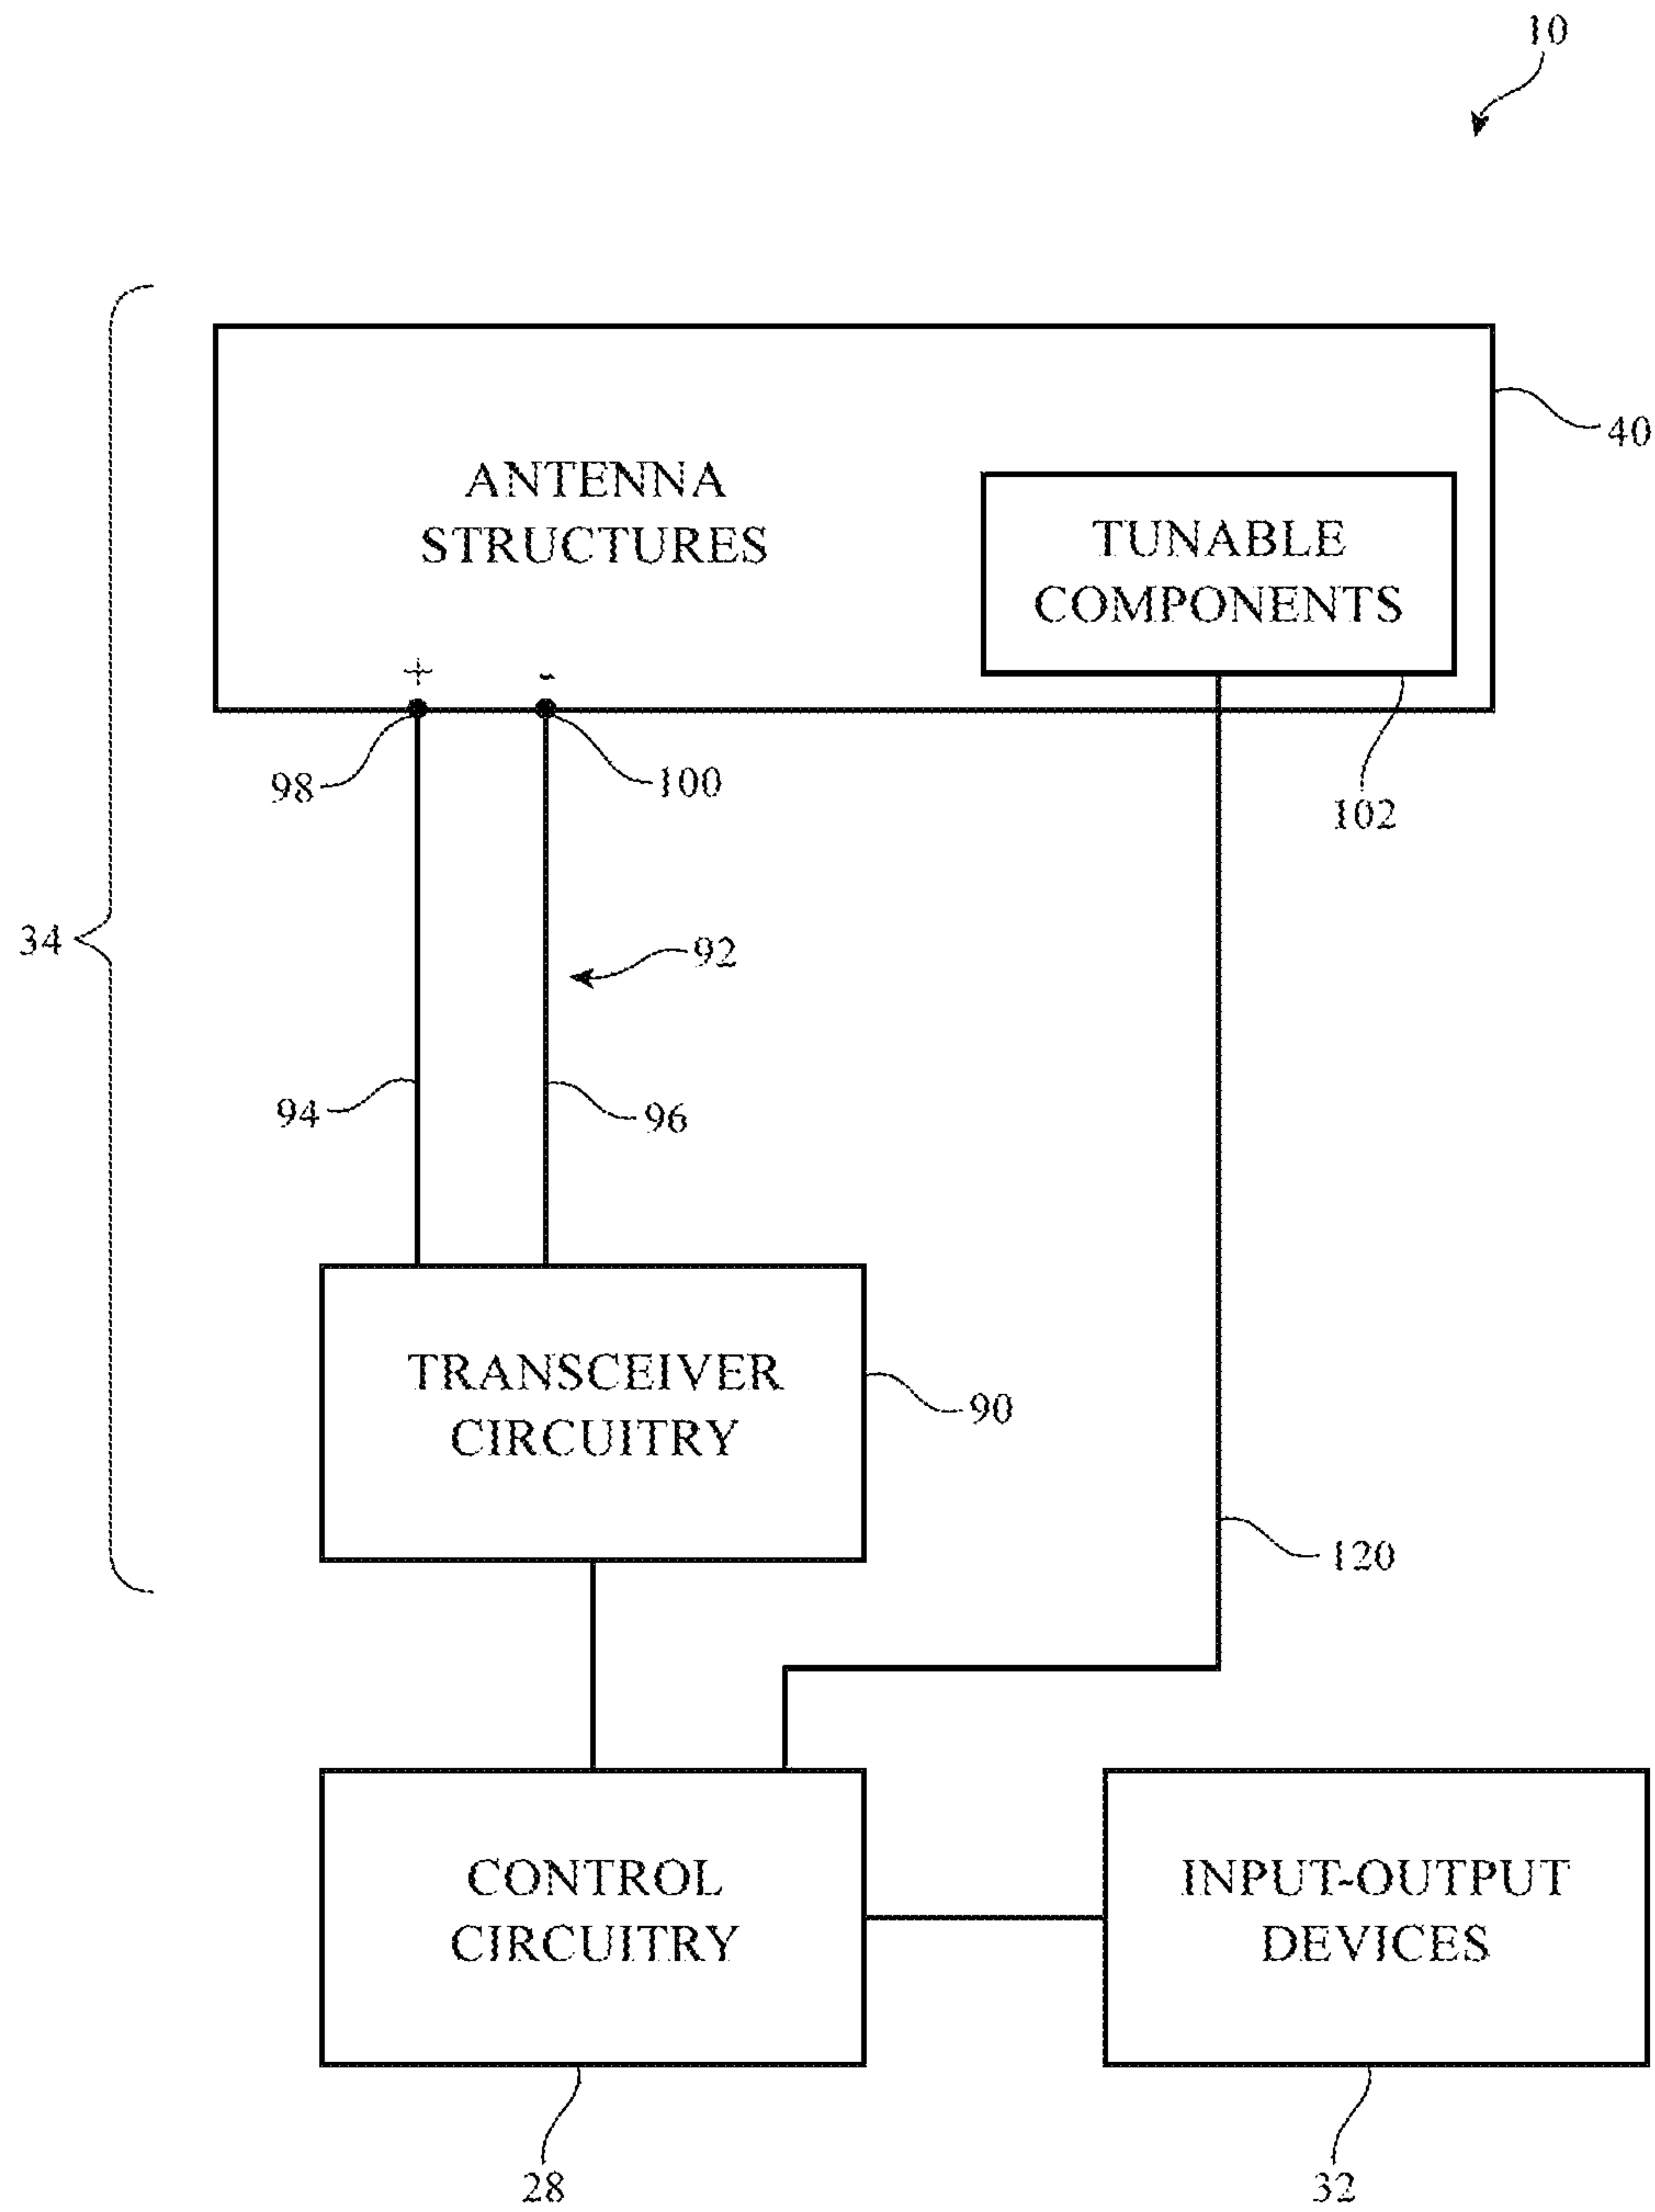 10
40
ANTENNA
STRUCTURES
TUNABLE
COMPONENTS
+
-
98
100
102
34
92
94
96
TRANSCEIVER
CIRCUITRY
90
120
CONTROL
CIRCUITRY
INPUT-OUTPUT
DEVICES
28
32